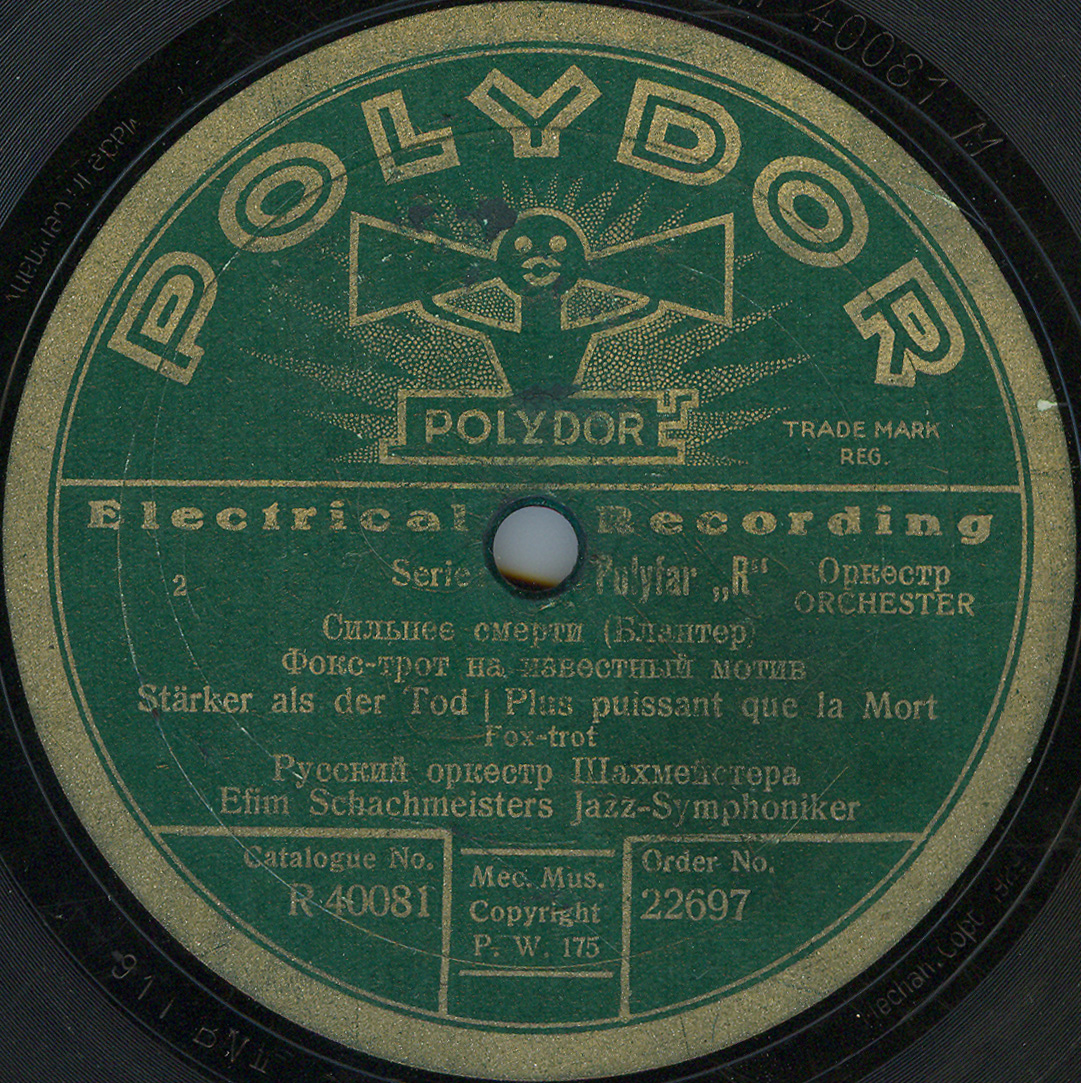 POLYDOR
POLYDOR
TRADE MARK
REG.
Electrical Recording
2 Serie Polyfar „R“ Оркестр
ORCHESTER
Сильнее смерти (Блантер)
Фокс-трот на известный мотив
Stärker als der Tod | Plus puissant que la Mort
Fox-trot
Русский оркестр Шахмейстера
Efim Schachmeisters Jazz-Symphoniker
Catalogue No.
R 40081
Mec. Mus.
Copyright
P. W. 175
Order No.
22697
40081 M
Mechan. Copt.